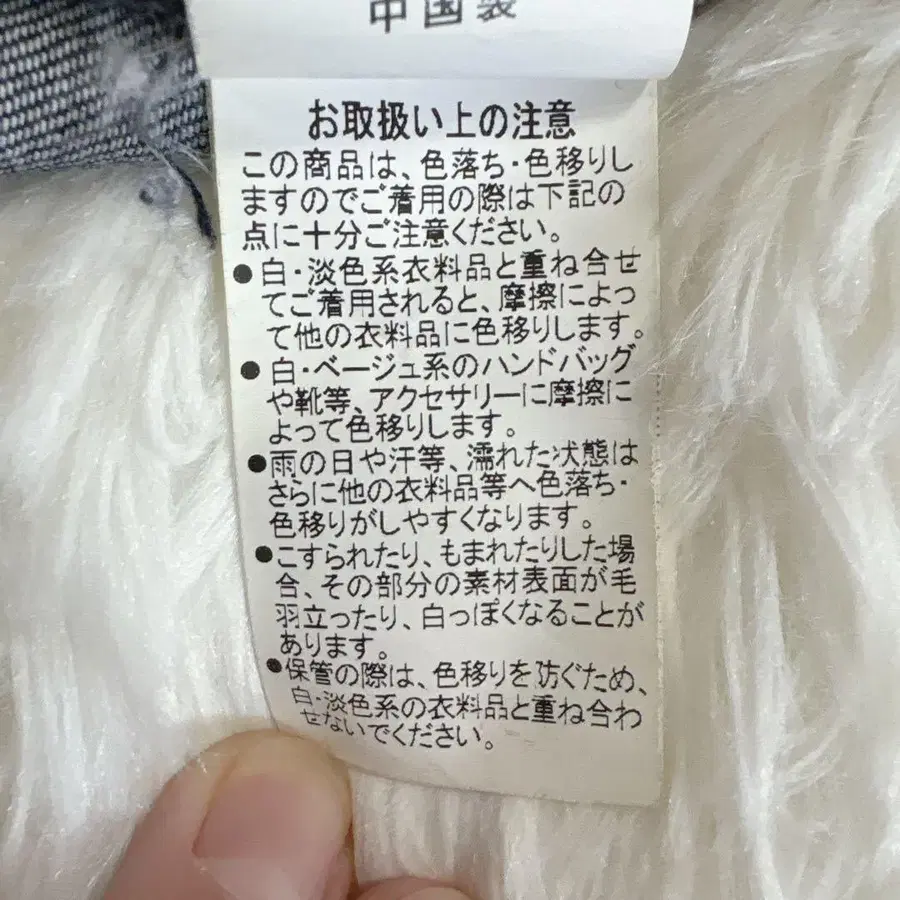 中国製
お取扱い上の注意
この商品は、色落ち・色移りし
ますのでご着用の際は下記の
点に十分ご注意ください。
●白・淡色系衣料品と重ね合せ
てご着用されると、摩擦によっ
て他の衣料品に色移りします。
●白・ベージュ系のハンドバッグ
や靴等、アクセサリーに摩擦に
よって色移りします。
●雨の日や汗等、濡れた状態は
さらに他の衣料品等へ色落ち・
色移りがしやすくなります。
●こすられたり、もまれたりした場
合、その部分の素材表面が毛
羽立ったり、白っぽくなることが
あります。
●保管の際は、色移りを防ぐため、
白・淡色系の衣料品と重ね合わ
せないでください。